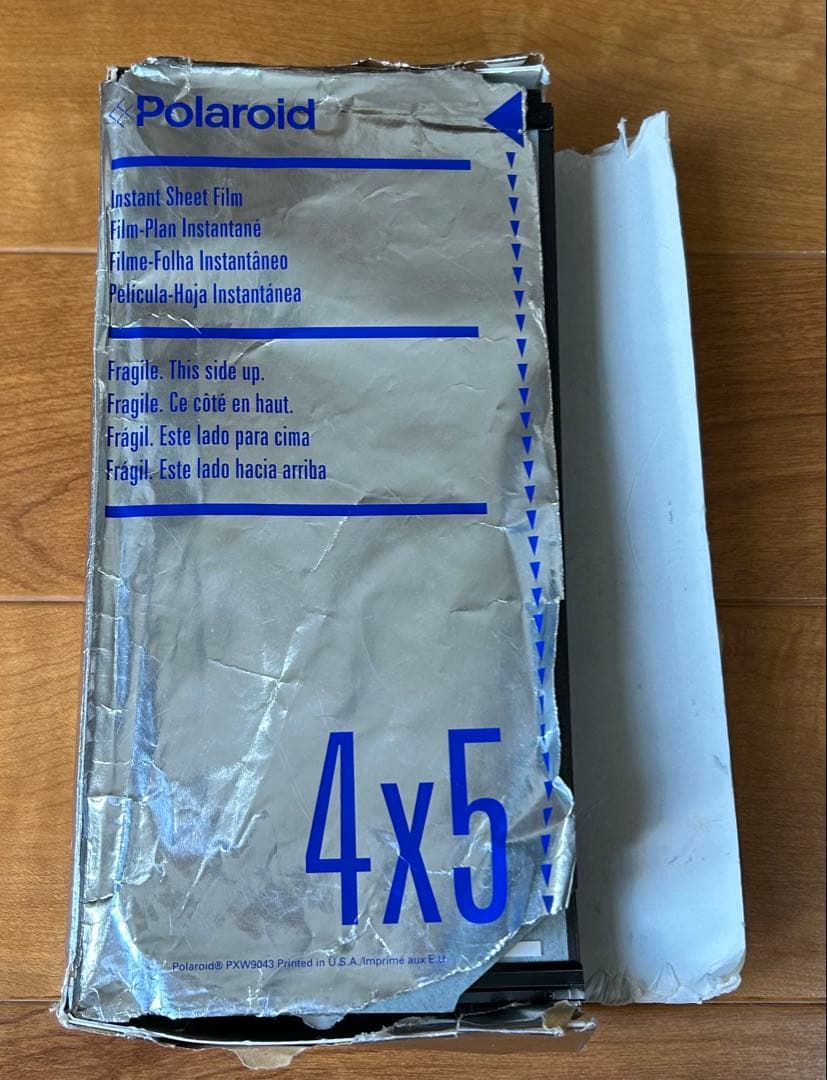 Polaroid
Instant Sheet Film
Film-Plan Instantané
Filme-Folha Instantâneo
Película-Hoja Instantánea
Fragile. This side up.
Fragile. Ce côté en haut.
Frágil. Este lado para cima
Frágil. Este lado hacia arriba
4x5
Polaroid® PXW9043 Printed in U.S.A./Imprimé aux E.U.